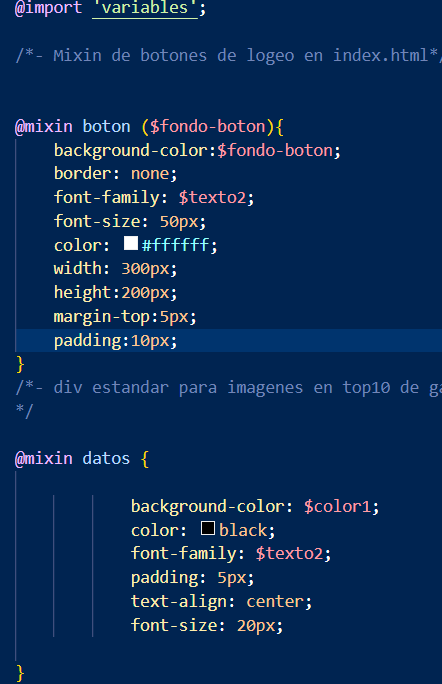 @import 'variables';
/*- Mixin de botones de logeo en index.html*/
@mixin boton ($fondo-boton){
background-color:$fondo-boton;
border: none;
font-family: $texto2;
font-size: 50px;
color: #ffffff;
width: 300px;
height:200px;
margin-top:5px;
padding:10px;
}
/*- div estandar para imagenes en top10 de
*/
@mixin datos {
background-color: $color1;
color: black;
font-family: $texto2;
padding: 5px;
text-align: center;
font-size: 20px;
}